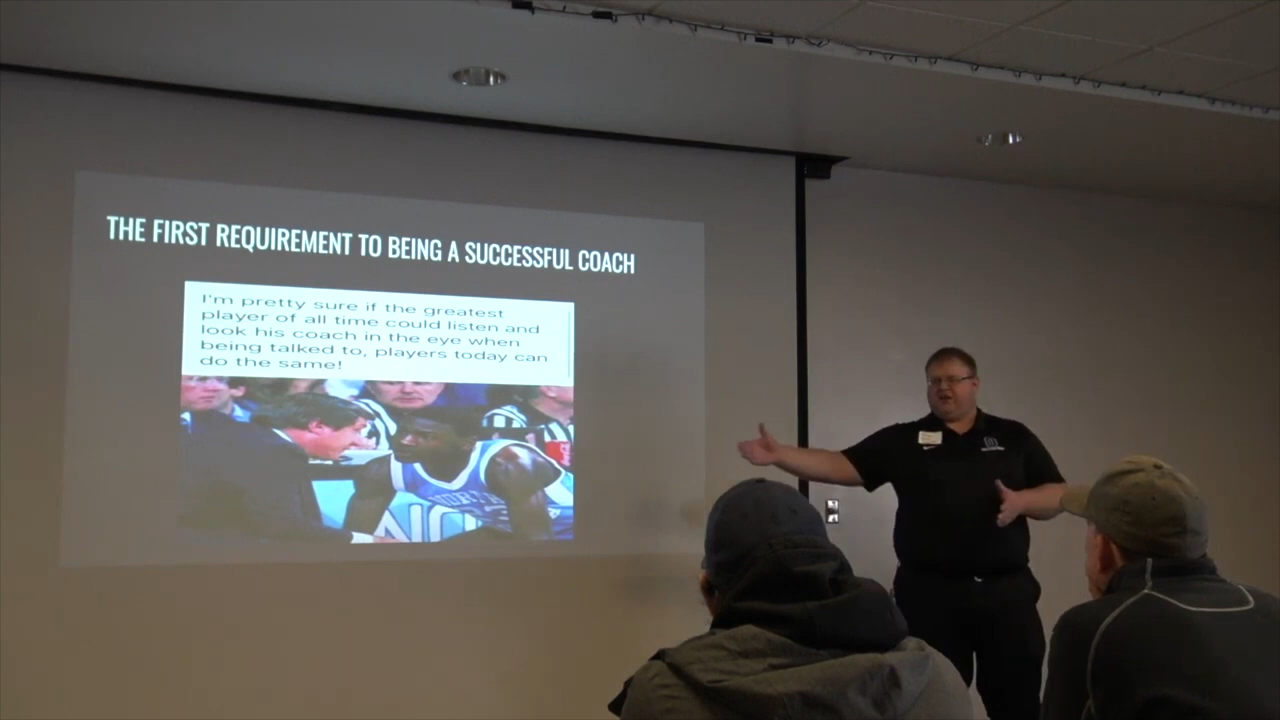 THE FIRST REQUIREMENT TO BEING A SUCCESSFUL COACH
I'm pretty sure if the greatest
player of all time could listen and
look his coach in the eye when
being talked to, players today can
do the same!
NORTH